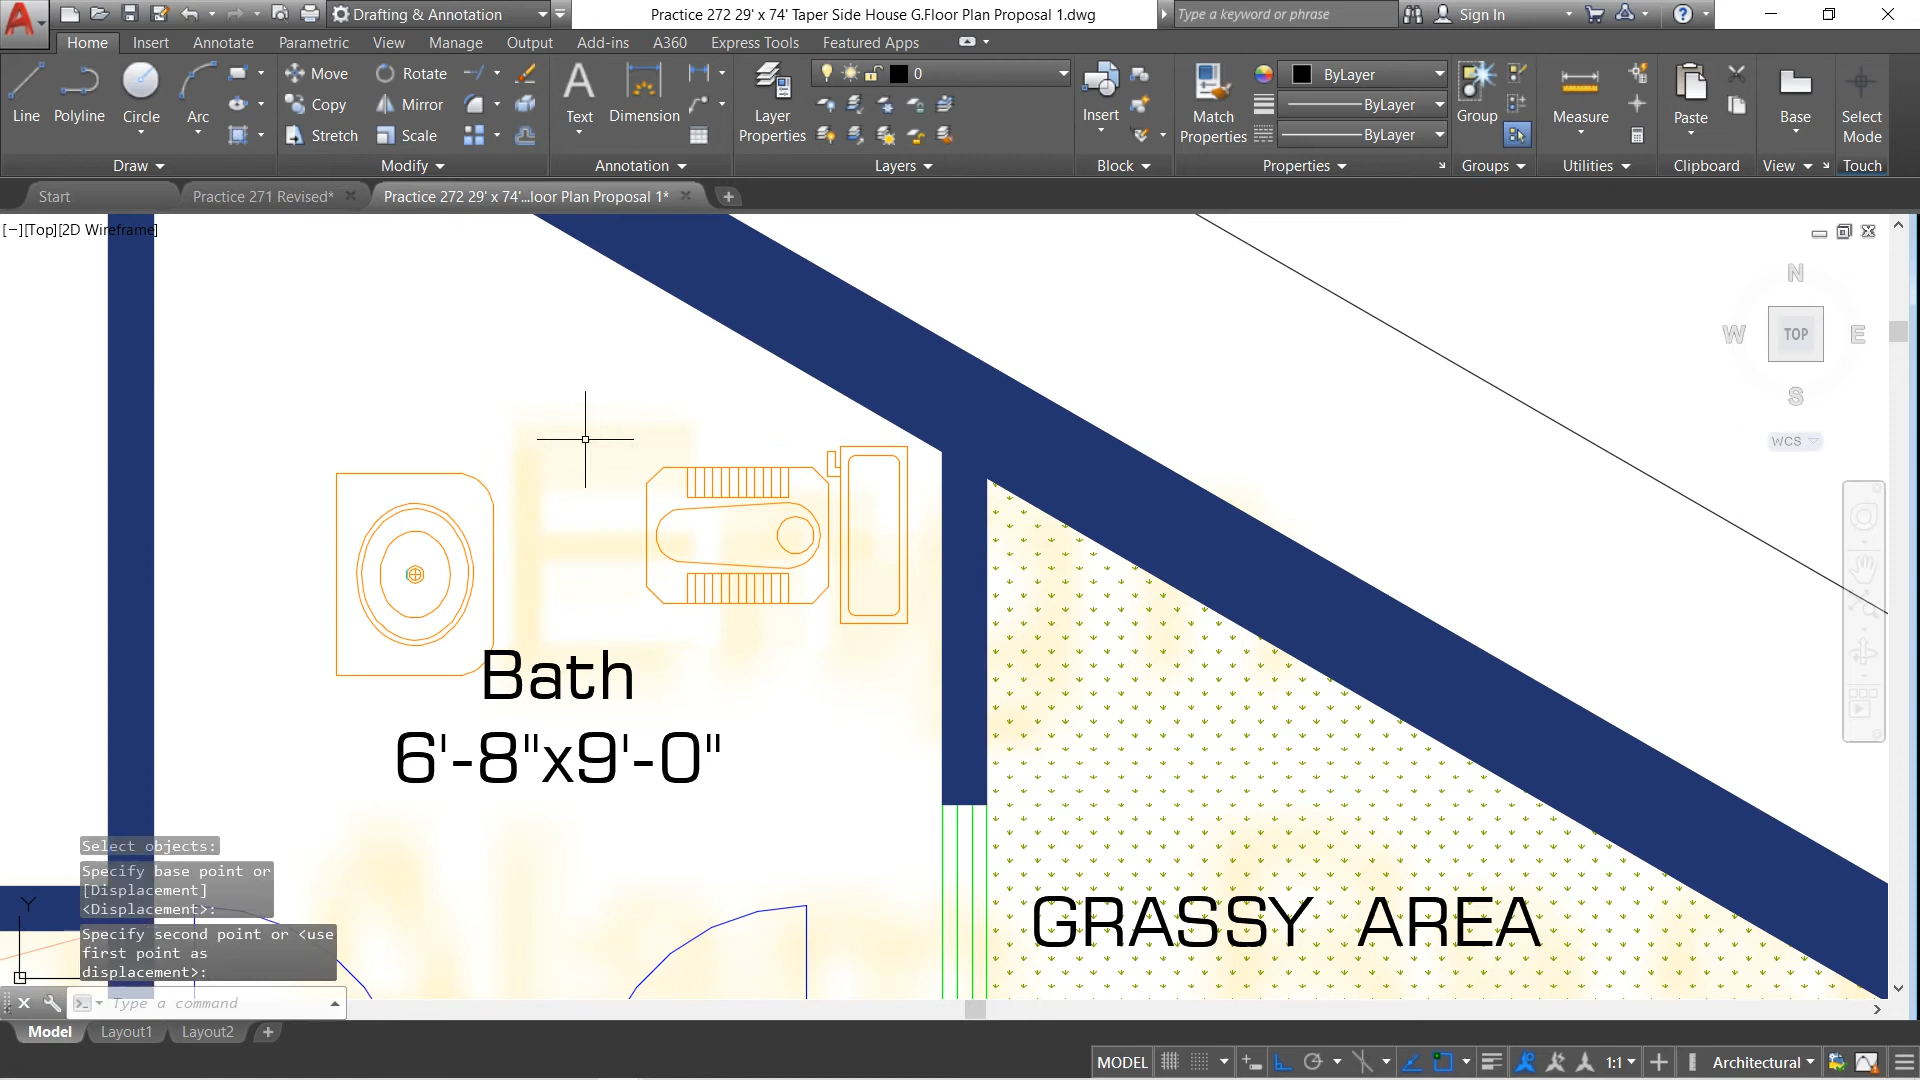 Drafting & Annotation
Practice 272 29' x 74' Taper Side House G.Floor Plan Proposal 1.dwg
Type a keyword or phrase
Sign In
Home Insert Annotate Parametric View Manage Output Add-ins A360 Express Tools Featured Apps
Line Polyline Circle Arc
Move Rotate
Copy Mirror
Stretch Scale
Text Dimension
Layer Properties
0
Insert
Match Properties
ByLayer
ByLayer
ByLayer
Group
Measure
Paste
Base
Select Mode
Draw Modify Annotation Layers Block Properties Groups Utilities Clipboard View Touch
Start Practice 271 Revised* Practice 272 29' x 74'...loor Plan Proposal 1*
[−][Top][2D Wireframe]
N
W TOP E
S
WCS
Bath
6'-8"x9'-0"
GRASSY AREA
Select objects:
Specify base point or
[Displacement]
<Displacement>:
Specify second point or <use
first point as
displacement>:
Y
Type a command
Model Layout1 Layout2
MODEL 1:1 Architectural